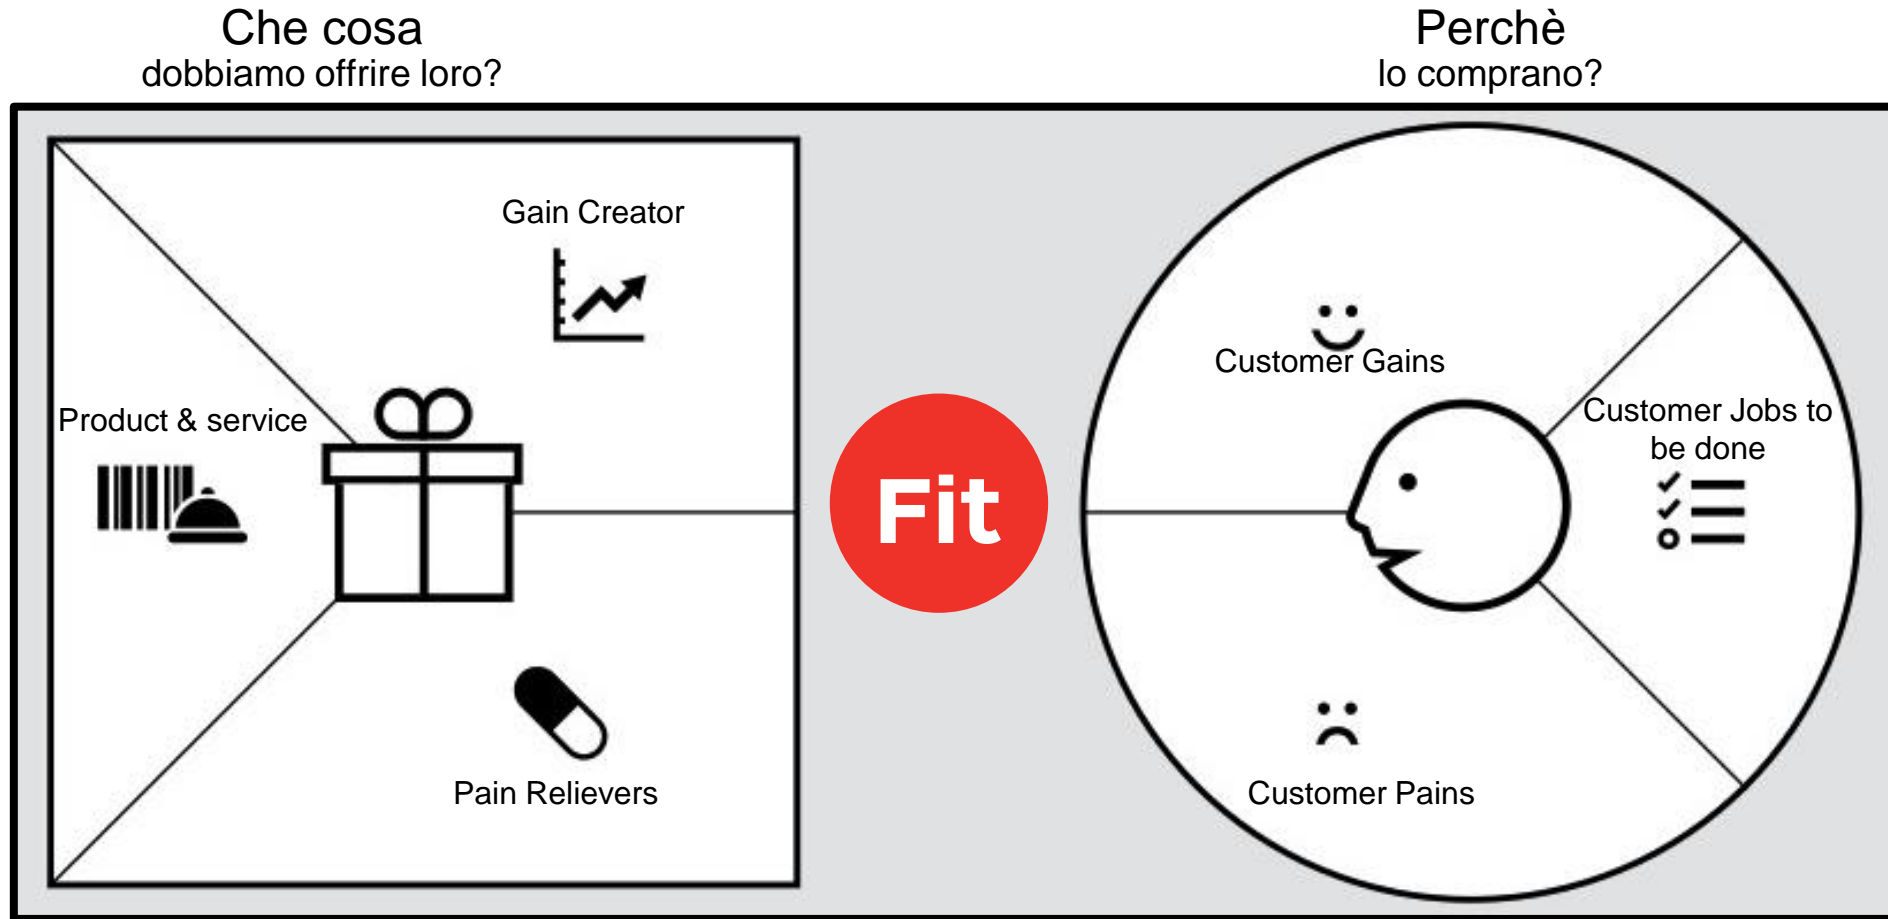 Che cosa
dobbiamo offrire loro?
Perchè
lo comprano?
Gain Creator
Product & service
Pain Relievers
Fit
Customer Gains
Customer Jobs to
be done
Customer Pains